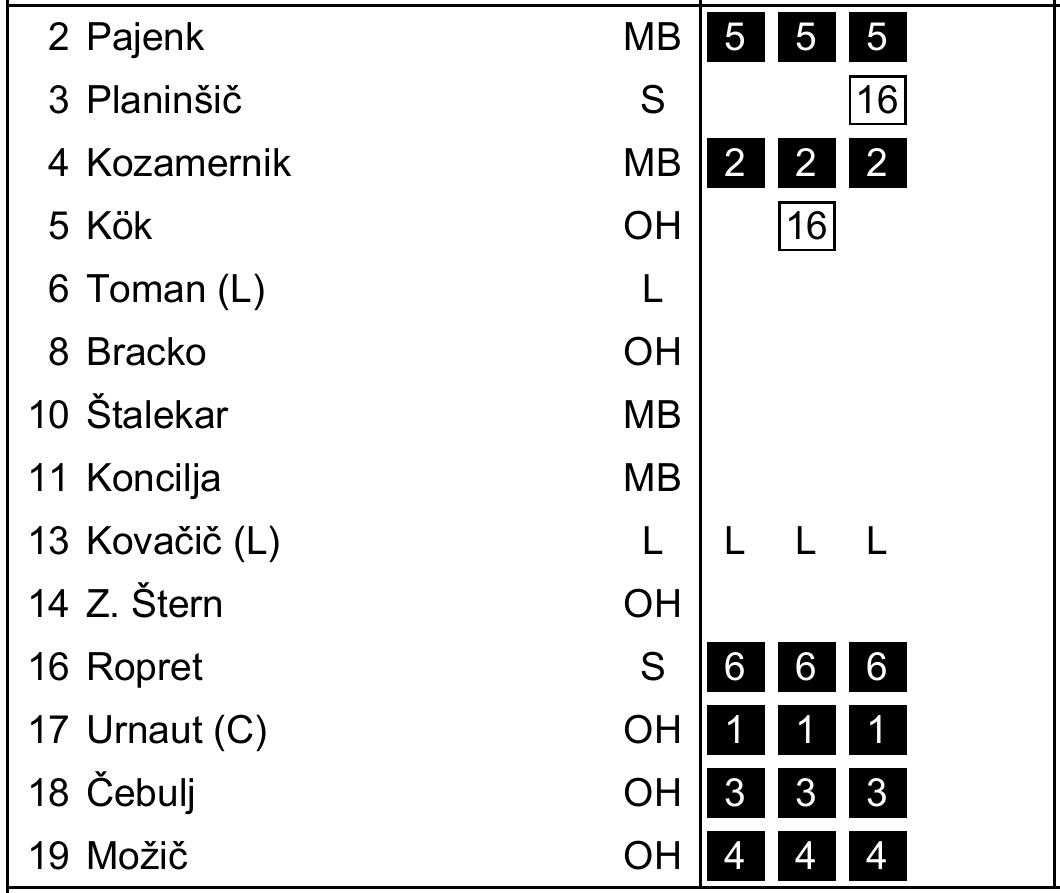 2 Pajenk MB 5 5 5
3 Planinšič S 16
4 Kozamernik MB 2 2 2
5 Kök OH 16
6 Toman (L) L
8 Bracko OH
10 Štalekar MB
11 Koncilja MB
13 Kovačič (L) L L L L
14 Z. Štern OH
16 Ropret S 6 6 6
17 Urnaut (C) OH 1 1 1
18 Čebulj OH 3 3 3
19 Možič OH 4 4 4